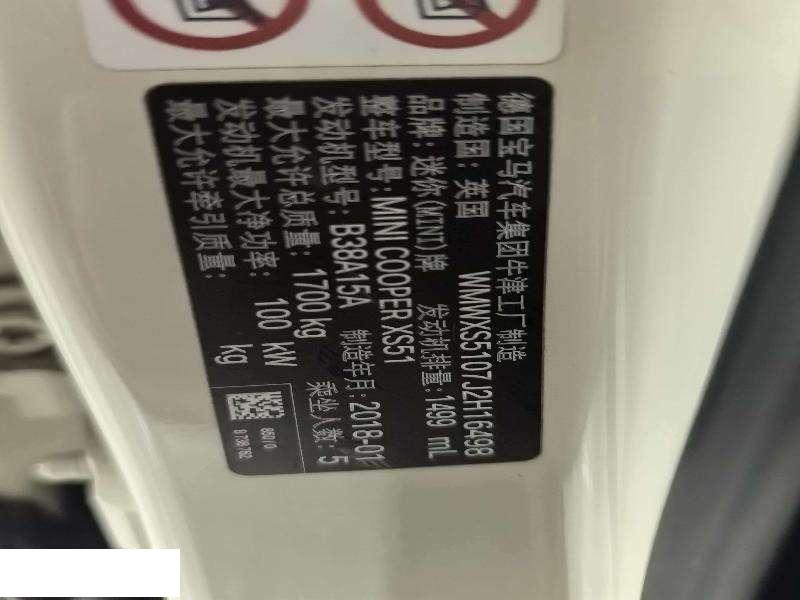 德国宝马汽车集团牛津工厂制造
制造国：英国 WMWXS5107J2H16498
品牌：迷你(MINI)牌 发动机排量：1499 mL
整车型号：MINI COOPER XS51
发动机型号：B38A15A 制造年月：2018-01
最大允许总质量：1700 kg 乘坐人数：5
发动机最大净功率：100 kW
最大允许牵引质量： kg